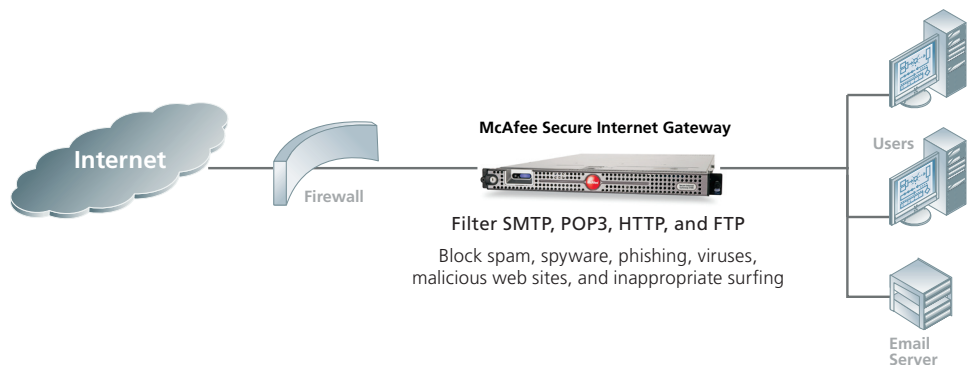 Internet
Firewall
McAfee Secure Internet Gateway
Filter SMTP, POP3, HTTP, and FTP
Block spam, spyware, phishing, viruses,
malicious web sites, and inappropriate surfing
Users
Email
Server